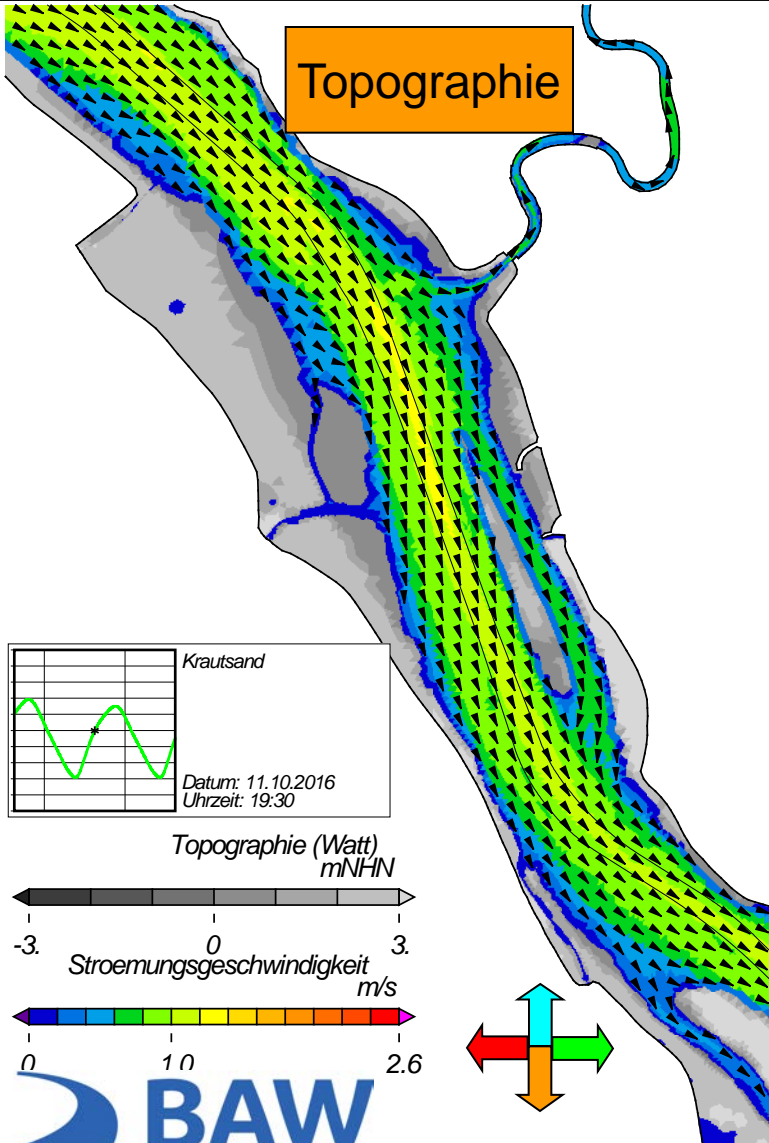 Topographie
Krautsand
Datum: 11.10.2016
Uhrzeit: 19:30
Topographie (Watt)
mNHN
-3.
0
3.
Stroemungsgeschwindigkeit
m/s
0
1.0
2.6
BAW